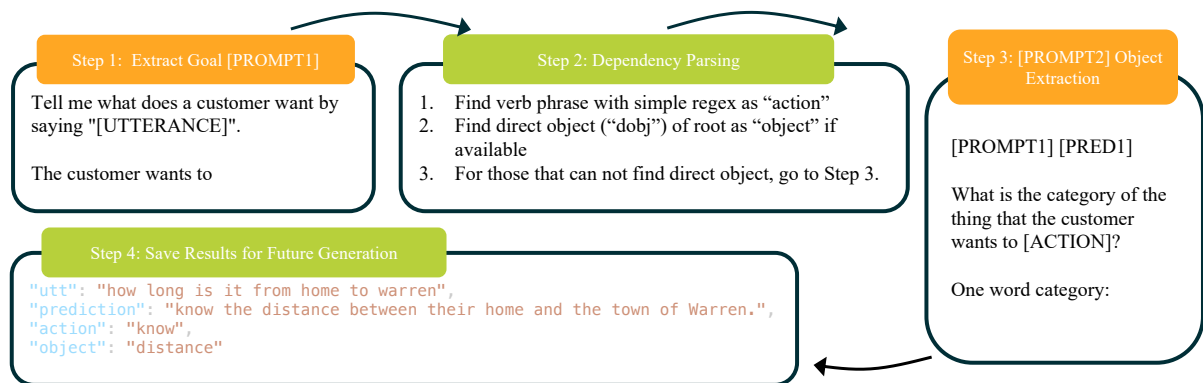 Step 1:  Extract Goal [PROMPT1]
Tell me what does a customer want by
saying "[UTTERANCE]".
The customer wants to
Step 2: Dependency Parsing
1. Find verb phrase with simple regex as “action”
2. Find direct object (“dobj”) of root as “object” if
available
3. For those that can not find direct object, go to Step 3.
Step 3: [PROMPT2] Object
Extraction
[PROMPT1] [PRED1]
What is the category of the
thing that the customer
wants to [ACTION]?
One word category:
Step 4: Save Results for Future Generation
"utt": "how long is it from home to warren",
"prediction": "know the distance between their home and the town of Warren.",
"action": "know",
"object": "distance"